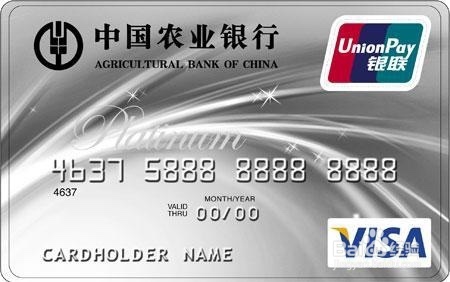 中国农业银行
AGRICULTURAL BANK OF CHINA
UnionPay
银联
Platinum
4637 5888 8888 8888 8888
4637
MONTH/YEAR
VALID
THRU
00/00
CARDHOLDER NAME
VISA